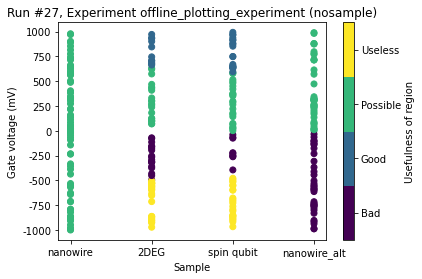 Run #27, Experiment offline_plotting_experiment (nosample)
1000
750
500
250
0
-250
-500
-750
-1000
Gate voltage (mV)
nanowire
2DEG
spin qubit
nanowire_alt
Sample
Useless
Possible
Good
Bad
Usefulness of region